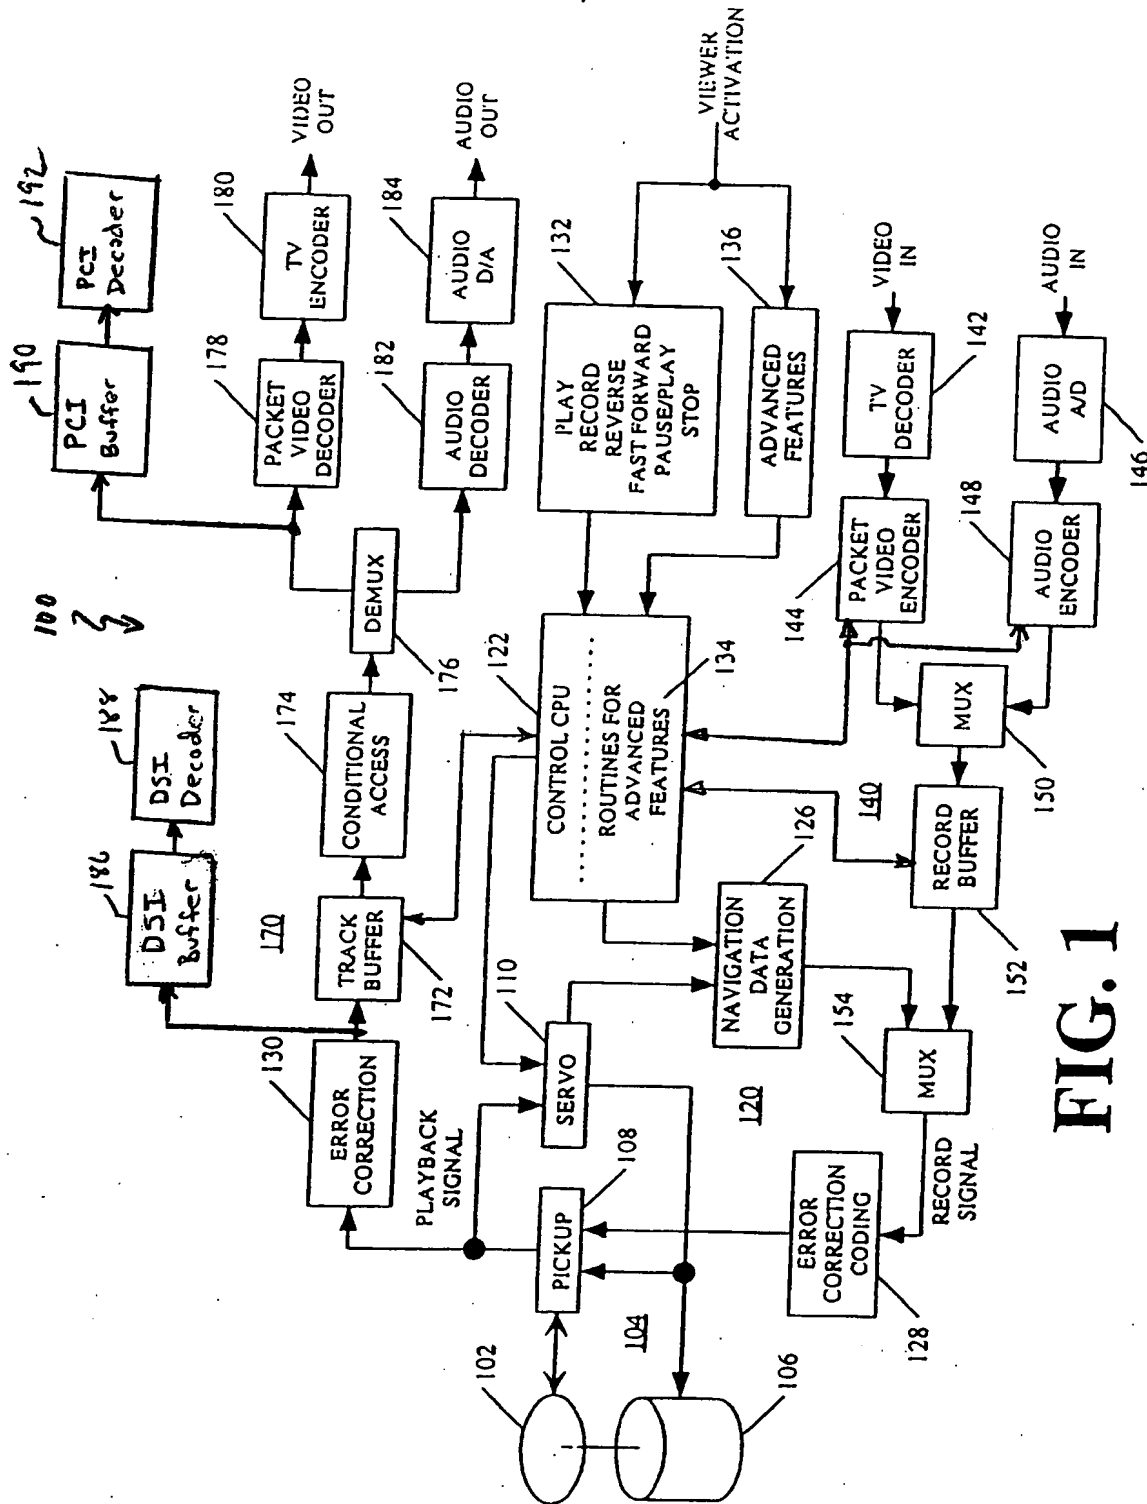 100
186
DSI
Buffer
188
DSI
Decoder
190
PCI
Buffer
192
PCI
Decoder
130
ERROR
CORRECTION
170
TRACK
BUFFER
172
CONDITIONAL
ACCESS
174
DEMUX
176
PACKET
VIDEO
DECODER
178
TV
ENCODER
180
VIDEO
OUT
AUDIO
DECODER
182
AUDIO
D/A
184
AUDIO
OUT
PLAYBACK
SIGNAL
102
PICKUP
108
SERVO
110
104
106
CONTROL CPU
122
ROUTINES FOR
ADVANCED
FEATURES
134
PLAY
RECORD
REVERSE
FAST FORWARD
PAUSE/PLAY
STOP
132
ADVANCED
FEATURES
136
VIEWER
ACTIVATION
120
NAVIGATION
DATA
GENERATION
126
140
ERROR
CORRECTION
CODING
128
RECORD
SIGNAL
MUX
154
RECORD
BUFFER
152
MUX
150
PACKET
VIDEO
ENCODER
144
TV
DECODER
142
VIDEO
IN
AUDIO
ENCODER
148
AUDIO
A/D
146
AUDIO
IN
FIG. 1